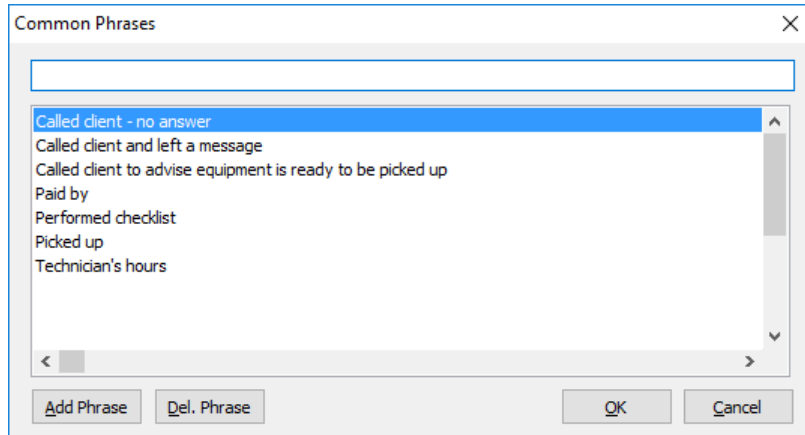 Common Phrases
Called client - no answer
Called client and left a message
Called client to advise equipment is ready to be picked up
Paid by
Performed checklist
Picked up
Technician's hours
Add Phrase
Del. Phrase
OK
Cancel